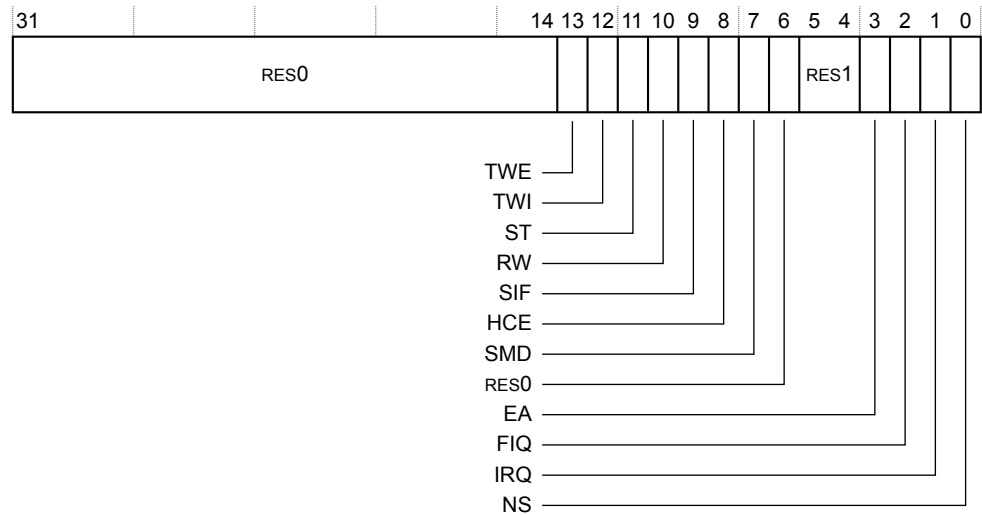 31 14 13 12 11 10 9 8 7 6 5 4 3 2 1 0
RES0 RES1
TWE
TWI
ST
RW
SIF
HCE
SMD
RES0
EA
FIQ
IRQ
NS